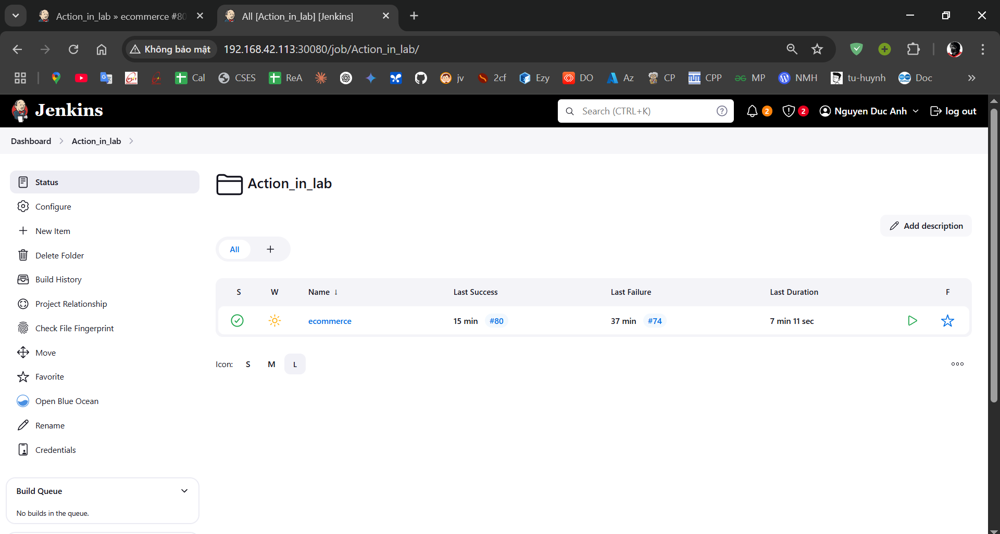 Action_in_lab » ecommerce #80
All [Action_in_lab] [Jenkins]
Không bảo mật
192.168.42.113:30080/job/Action_in_lab/
Cal
CSES
ReA
jv
2cf
Ezy
DO
Az
CP
CPP
MP
NMH
tu-huynh
Doc
Jenkins
Search (CTRL+K)
2
2
Nguyen Duc Anh
log out
Dashboard
Action_in_lab
Status
Configure
New Item
Delete Folder
Build History
Project Relationship
Check File Fingerprint
Move
Favorite
Open Blue Ocean
Rename
Credentials
Build Queue
No builds in the queue.
Action_in_lab
Add description
All
S W Name ↓ Last Success Last Failure Last Duration F
ecommerce 15 min #80 37 min #74 7 min 11 sec
Icon: S M L